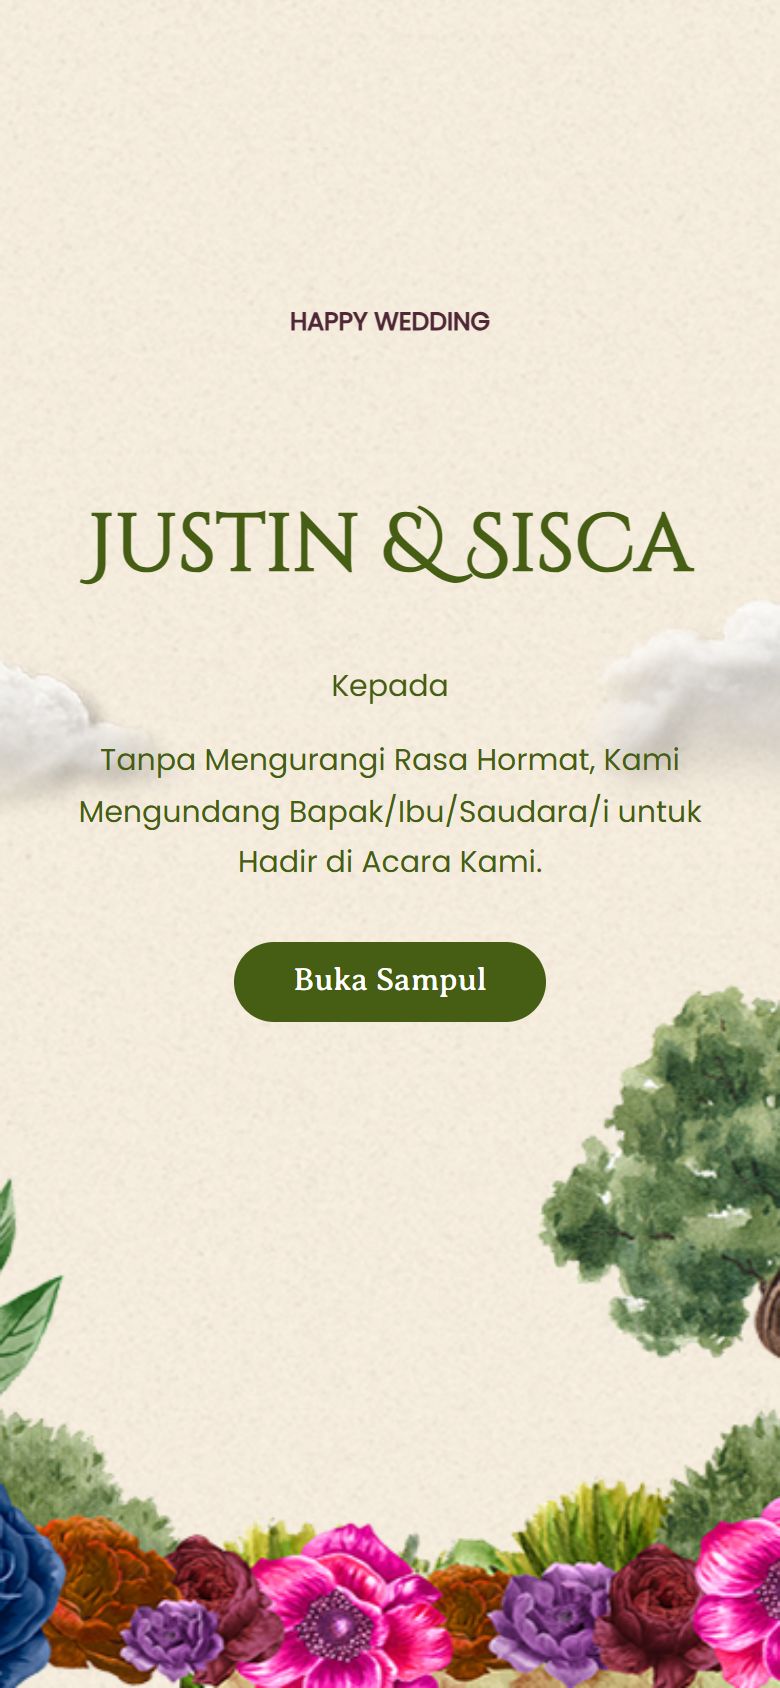 HAPPY WEDDING
JUSTIN & SISCA
Kepada
Tanpa Mengurangi Rasa Hormat, Kami
Mengundang Bapak/Ibu/Saudara/i untuk
Hadir di Acara Kami.
Buka Sampul